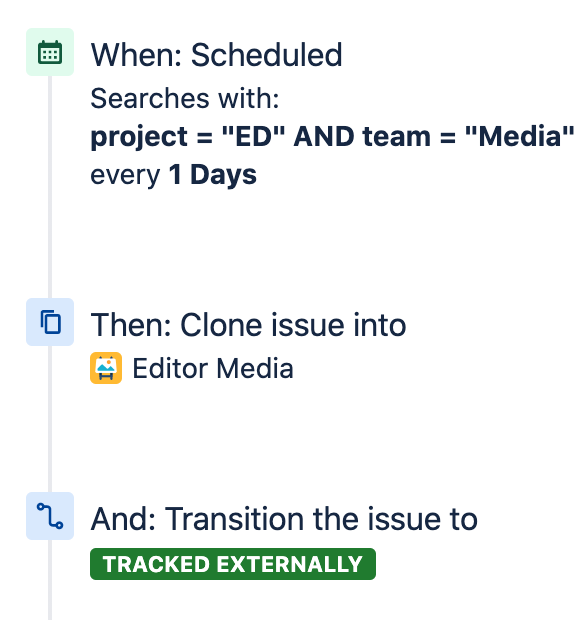 When: Scheduled
Searches with:
project = "ED" AND team = "Media"
every 1 Days
Then: Clone issue into
Editor Media
And: Transition the issue to
TRACKED EXTERNALLY